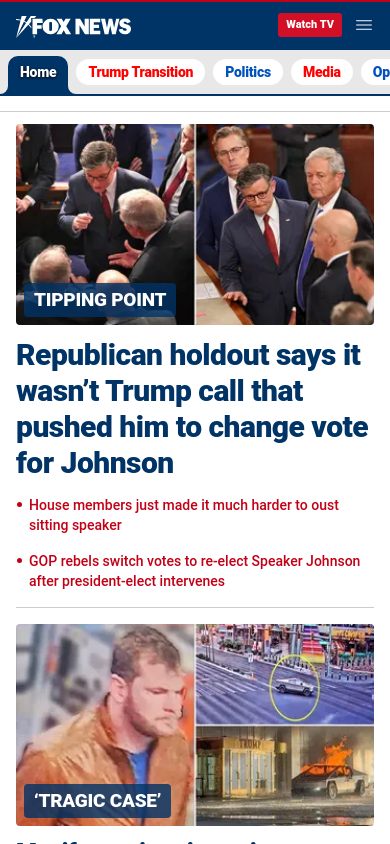 FOX NEWS
Watch TV
Home
Trump Transition
Politics
Media
Op
TIPPING POINT
Republican holdout says it
wasn’t Trump call that
pushed him to change vote
for Johnson
• House members just made it much harder to oust
sitting speaker
• GOP rebels switch votes to re-elect Speaker Johnson
after president-elect intervenes
TRUMP
‘TRAGIC CASE’